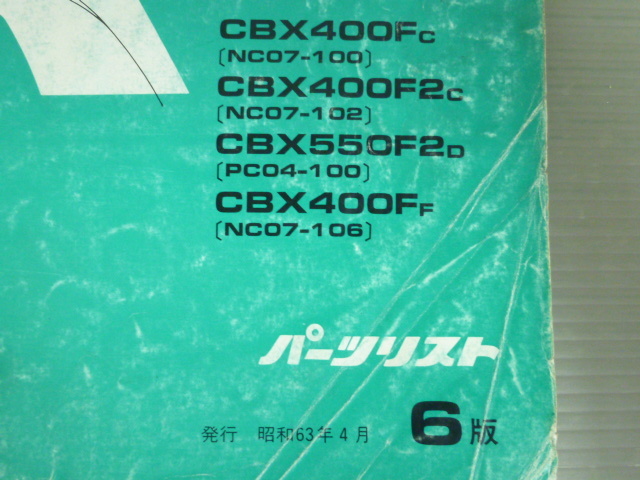 CBX400FC
〔NC07-100〕
CBX400F2C
〔NC07-102〕
CBX550F2D
〔PC04-100〕
CBX400FF
〔NC07-106〕
パーツリスト
発行 昭和63年4月 6版